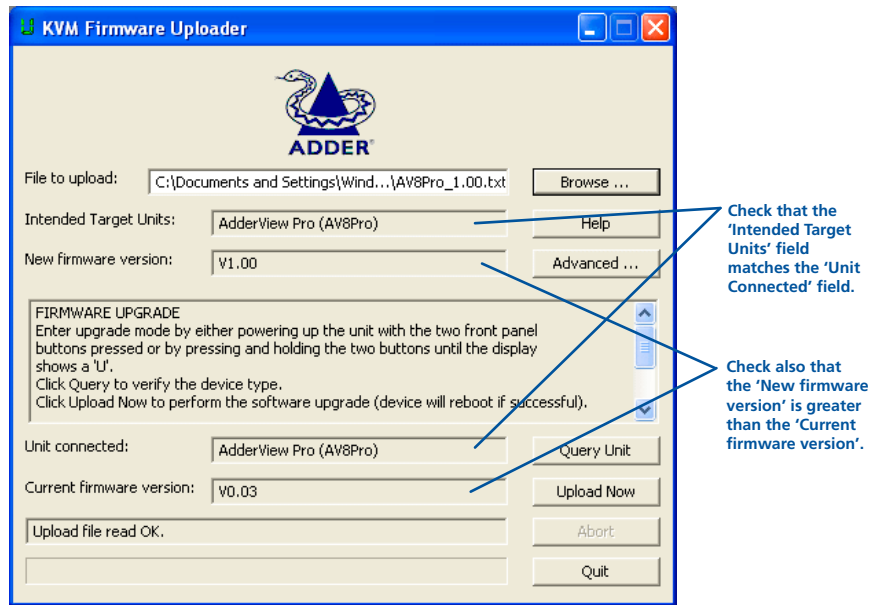 KVM Firmware Uploader
ADDER®
File to upload:
C:\Documents and Settings\Wind...\AV8Pro_1.00.txt
Browse ...
Intended Target Units:
AdderView Pro (AV8Pro)
Help
New firmware version:
V1.00
Advanced ...
FIRMWARE UPGRADE
Enter upgrade mode by either powering up the unit with the two front panel
buttons pressed or by pressing and holding the two buttons until the display
shows a 'U'.
Click Query to verify the device type.
Click Upload Now to perform the software upgrade (device will reboot if successful).
Unit connected:
AdderView Pro (AV8Pro)
Query Unit
Current firmware version:
V0.03
Upload Now
Upload file read OK.
Abort
Quit
Check that the
‘Intended Target
Units’ field
matches the ‘Unit
Connected’ field.
Check also that
the ‘New firmware
version’ is greater
than the ‘Current
firmware version’.